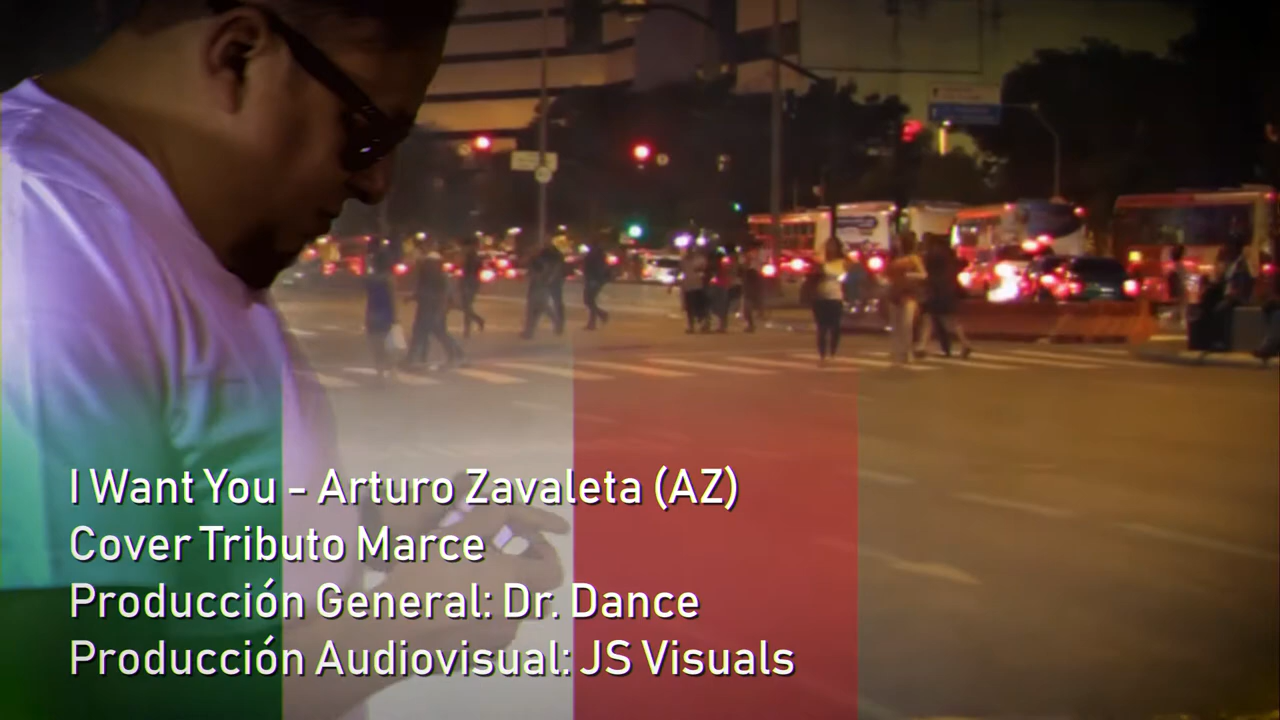 I Want You - Arturo Zavaleta (AZ)
Cover Tributo Marce
Producción General: Dr. Dance
Producción Audiovisual: JS Visuals